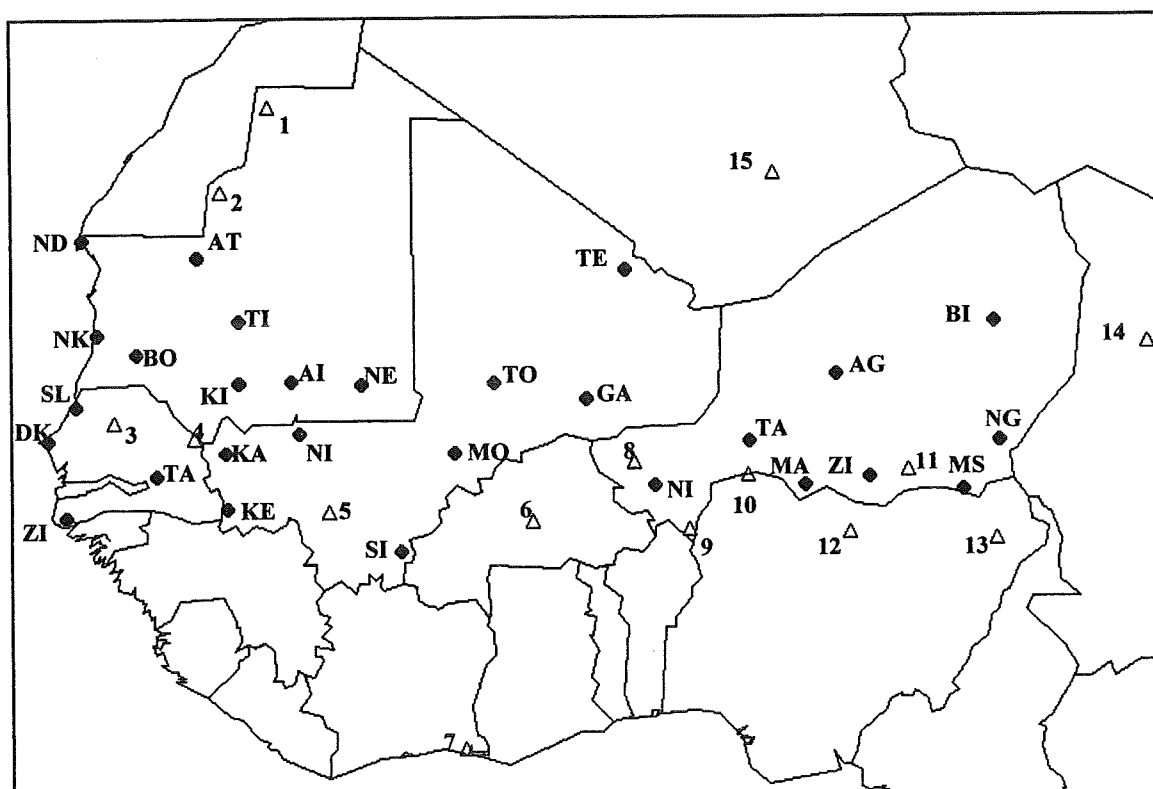 1
15
2
ND
AT
TE
TI
BI
NK
14
BO
AI
NE
TO
AG
KI
SL
GA
3
NG
DK
4
TA
KA
NI
MO
8
TA
MA
ZI
11
MS
NI
10
KE
5
6
ZI
9
12
13
SI
7